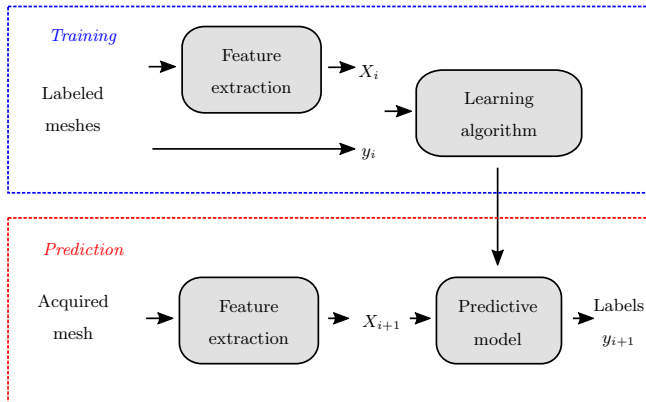 Training
Feature
extraction
X_i
Labeled
meshes
Learning
algorithm
y_i
Prediction
Acquired
mesh
Feature
extraction
X_{i+1}
Predictive
model
Labels
y_{i+1}